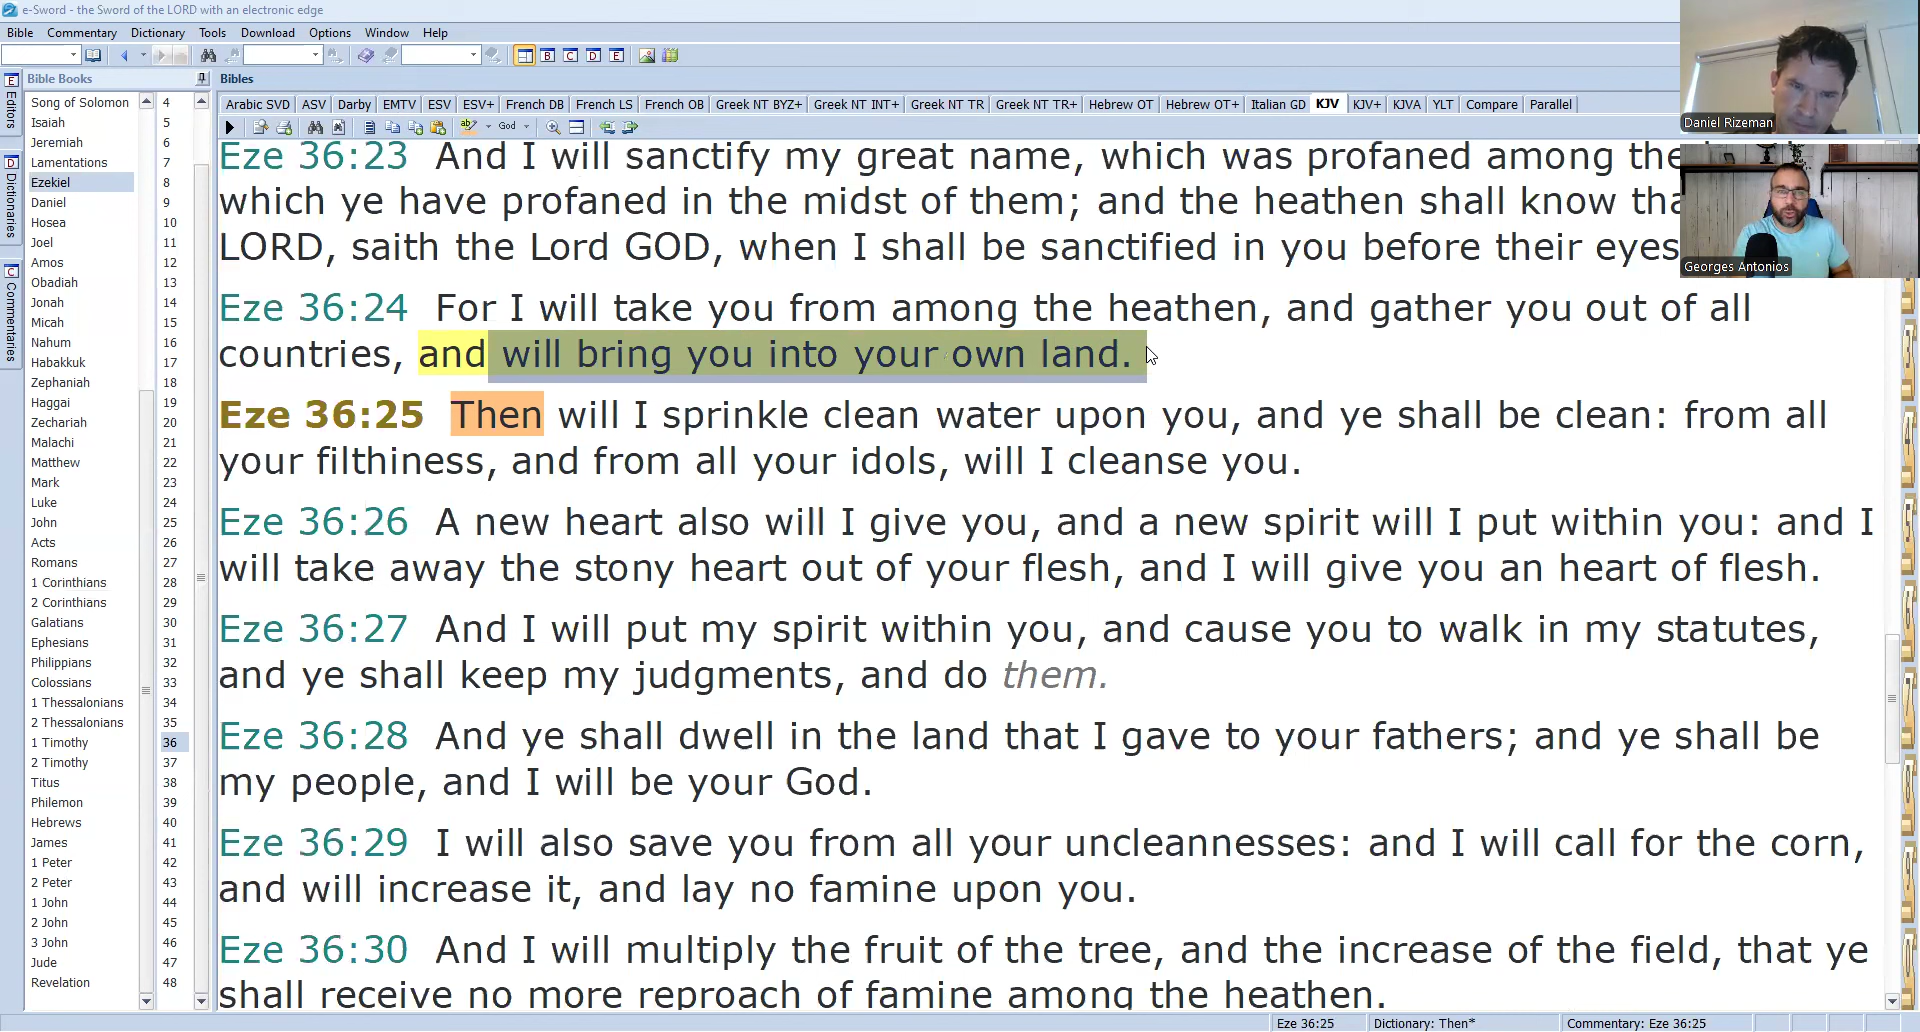 e-Sword - the Sword of the LORD with an electronic edge
Bible Commentary Dictionary Tools Download Options Window Help
Bible Books
Bibles
Editors
Dictionaries
Commentaries
Arabic SVD ASV Darby EMTV ESV ESV+ French DB French LS French OB Greek NT BYZ+ Greek NT INT+ Greek NT TR Greek NT TR+ Hebrew OT Hebrew OT+ Italian GD KJV KJV+ KJVA YLT Compare Parallel
God
Song of Solomon 4
Isaiah 5
Jeremiah 6
Lamentations 7
Ezekiel 8
Daniel 9
Hosea 10
Joel 11
Amos 12
Obadiah 13
Jonah 14
Micah 15
Nahum 16
Habakkuk 17
Zephaniah 18
Haggai 19
Zechariah 20
Malachi 21
Matthew 22
Mark 23
Luke 24
John 25
Acts 26
Romans 27
1 Corinthians 28
2 Corinthians 29
Galatians 30
Ephesians 31
Philippians 32
Colossians 33
1 Thessalonians 34
2 Thessalonians 35
1 Timothy 36
2 Timothy 37
Titus 38
Philemon 39
Hebrews 40
James 41
1 Peter 42
2 Peter 43
1 John 44
2 John 45
3 John 46
Jude 47
Revelation 48
Eze 36:23 And I will sanctify my great name, which was profaned among the
which ye have profaned in the midst of them; and the heathen shall know
LORD, saith the Lord GOD, when I shall be sanctified in you before their eyes
Eze 36:24 For I will take you from among the heathen, and gather you out of all
countries, and will bring you into your own land.
Eze 36:25 Then will I sprinkle clean water upon you, and ye shall be clean: from all
your filthiness, and from all your idols, will I cleanse you.
Eze 36:26 A new heart also will I give you, and a new spirit will I put within you: and I
will take away the stony heart out of your flesh, and I will give you an heart of flesh.
Eze 36:27 And I will put my spirit within you, and cause you to walk in my statutes,
and ye shall keep my judgments, and do them.
Eze 36:28 And ye shall dwell in the land that I gave to your fathers; and ye shall be
my people, and I will be your God.
Eze 36:29 I will also save you from all your uncleannesses: and I will call for the corn,
and will increase it, and lay no famine upon you.
Eze 36:30 And I will multiply the fruit of the tree, and the increase of the field, that ye
shall receive no more reproach of famine among the heathen.
Daniel Rizeman
Georges Antonios
Eze 36:25 Dictionary: Then* Commentary: Eze 36:25